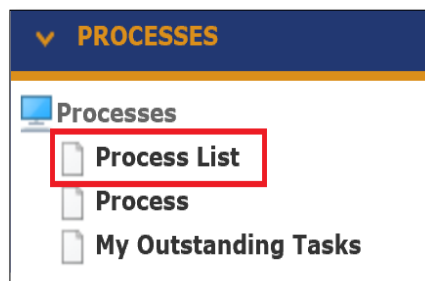 PROCESSES
Processes
Process List
Process
My Outstanding Tasks